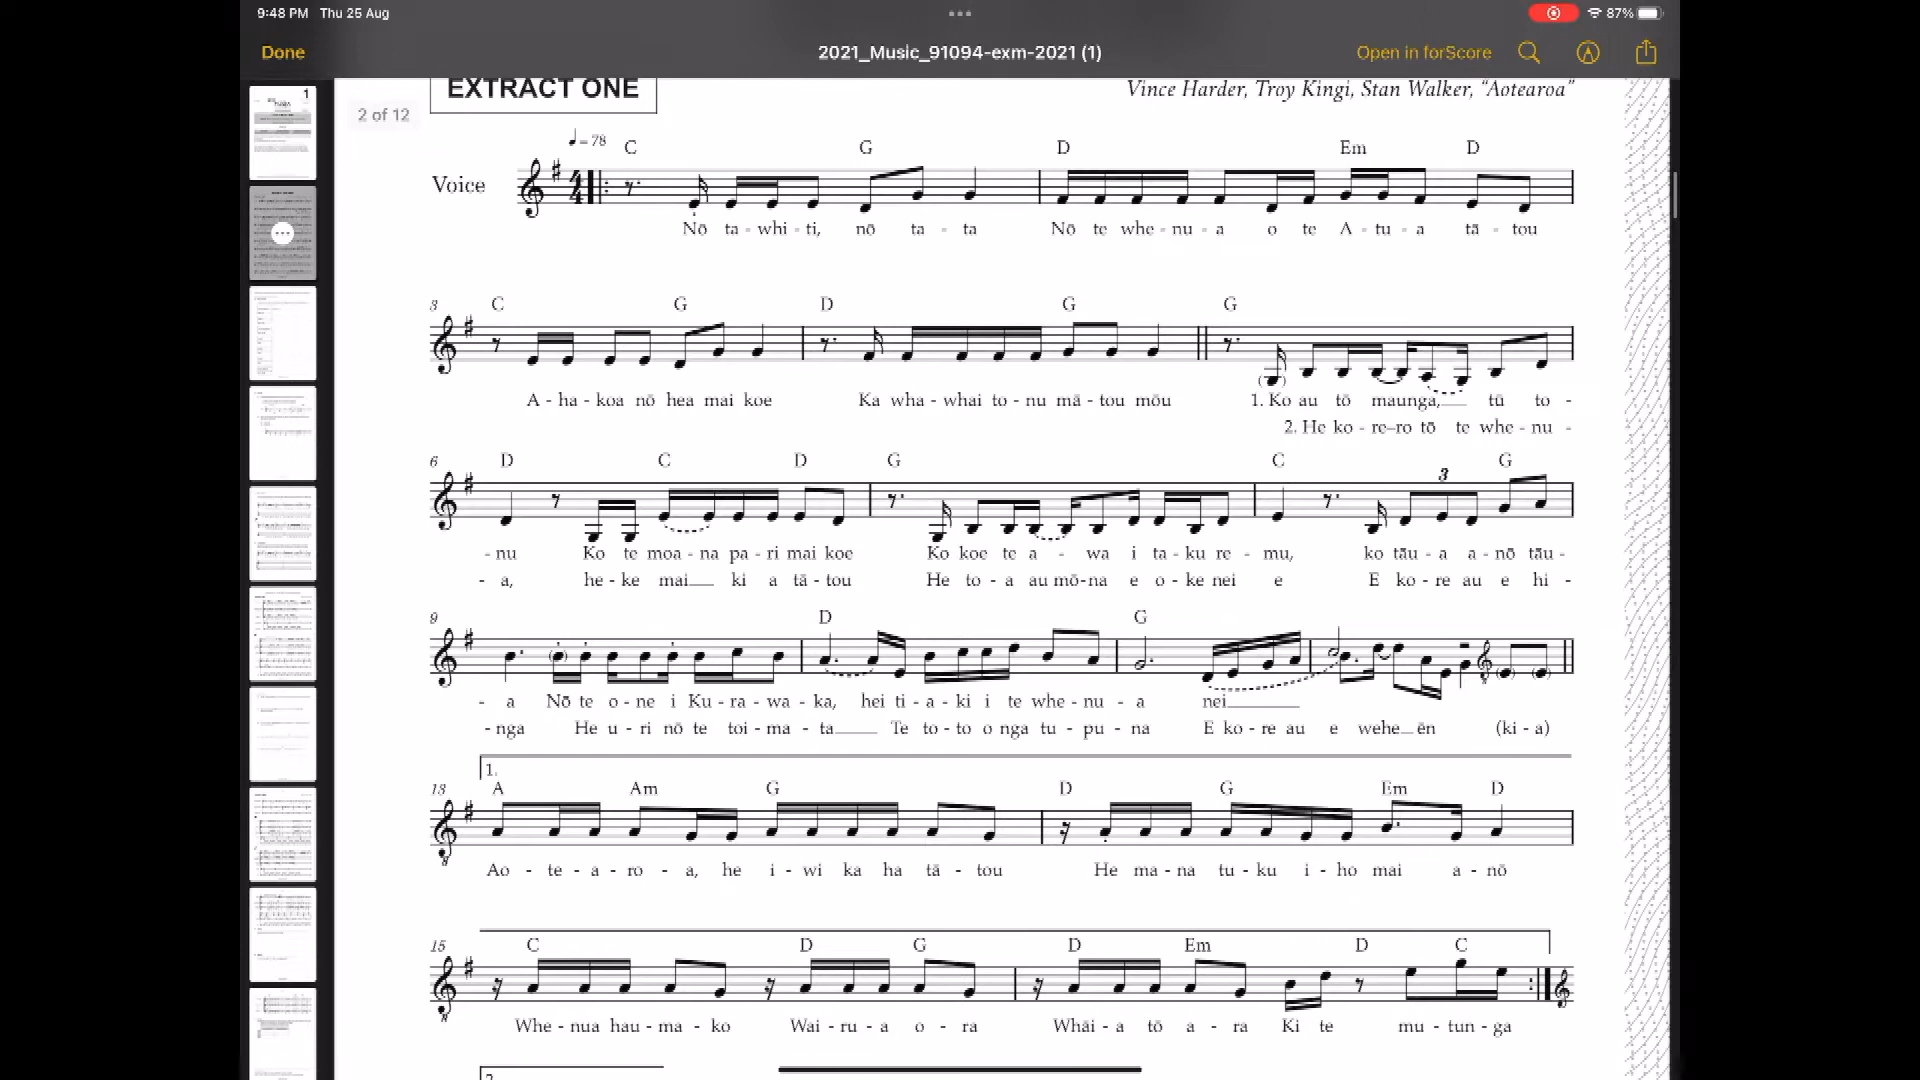 9:48 PM Thu 25 Aug
87%
Done
2021_Music_91094-exm-2021 (1)
Open in forScore
1
2 of 12
EXTRACT ONE
Vince Harder, Troy Kingi, Stan Walker, “Aotearoa”
♩ = 78
C G D Em D
Voice
Nō ta - whi - ti, nō ta - ta Nō te whe - nu - a o te A - tu - a tā - tou
3
C G D G G
A - ha - koa nō hea mai koe Ka wha - whai to - nu mā - tou mōu 1. Ko au tō maunga, tū to -
2. He ko - re–ro tō te whe - nu -
6
D C D G C 3 G
- nu Ko te moa - na pa - ri mai koe Ko koe te a - wa i ta - ku re - mu, ko tāu - a a - nō tāu -
- a, he - ke mai ki a tā - tou He to - a au mō - na e o - ke nei e E ko - re au e hi -
9
D G
- a Nō te o - ne i Ku - ra - wa - ka, hei ti - a - ki i te whe - nu - a nei
- nga He u - ri nō te toi - ma - ta Te to - to o nga tu - pu - na E ko - re au e wehe ēn (ki - a)
1.
13
A Am G D G Em D
Ao - te - a - ro - a, he i - wi ka ha tā - tou He ma - na tu - ku i - ho mai a - nō
15
C D G D Em D C
Whe - nua hau - ma - ko Wai - ru - a o - ra Whāi - a tō a - ra Ki te mu - tun - ga